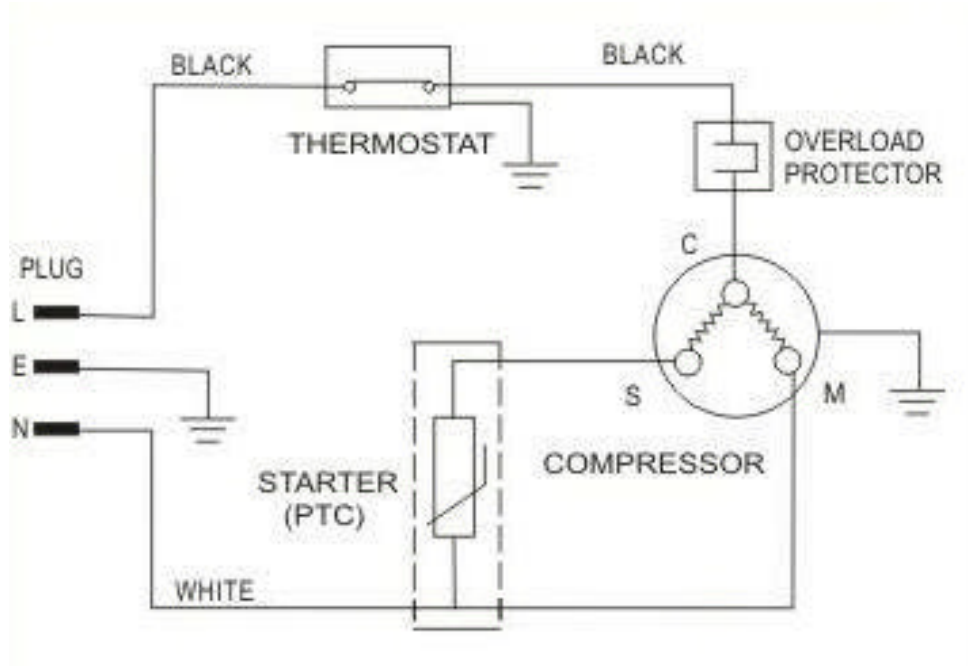 BLACK
BLACK
THERMOSTAT
OVERLOAD
PROTECTOR
C
PLUG
L
E
N
S
M
COMPRESSOR
STARTER
(PTC)
WHITE